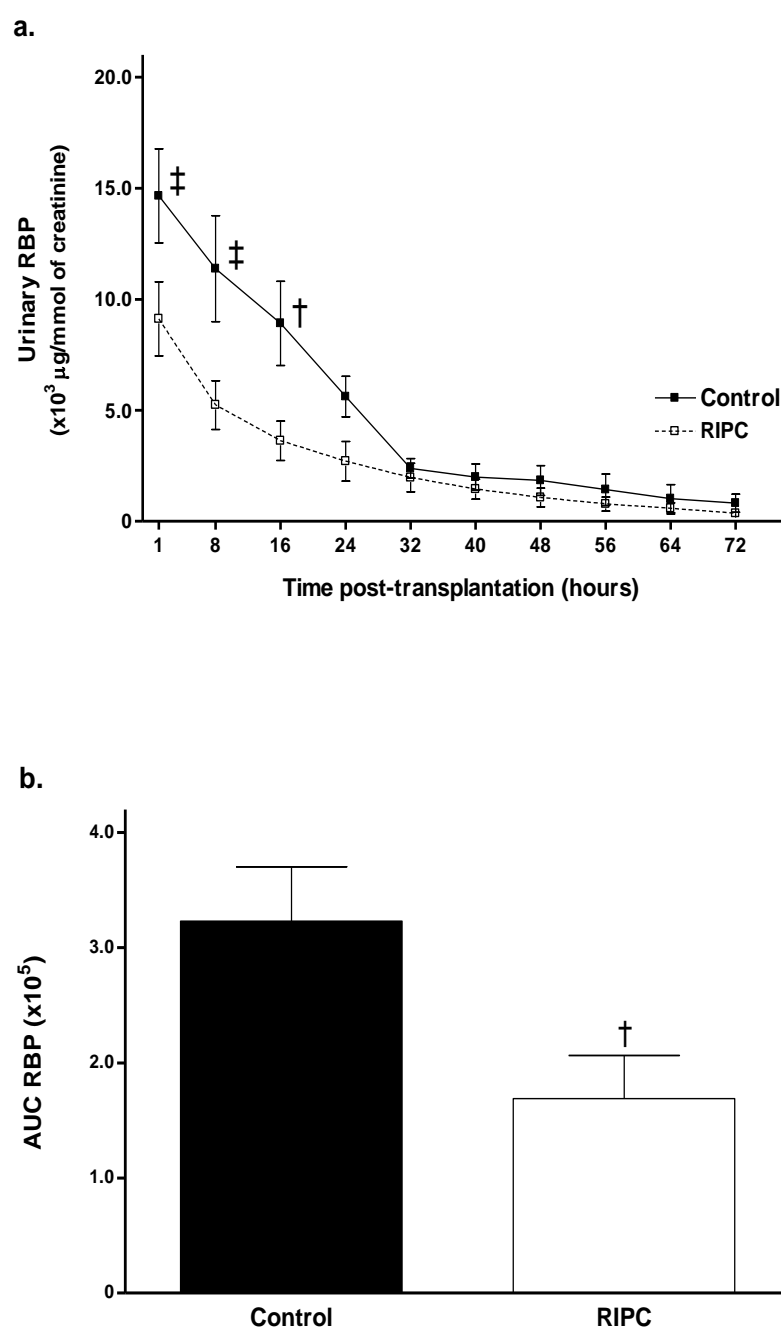 a.
20.0
15.0
10.0
5.0
0
Urinary RBP
(x10³ µg/mmol of creatinine)
‡
‡
†
Control
RIPC
1 8 16 24 32 40 48 56 64 72
Time post-transplantation (hours)
b.
4.0
3.0
2.0
1.0
0
AUC RBP (x10⁵)
†
Control RIPC